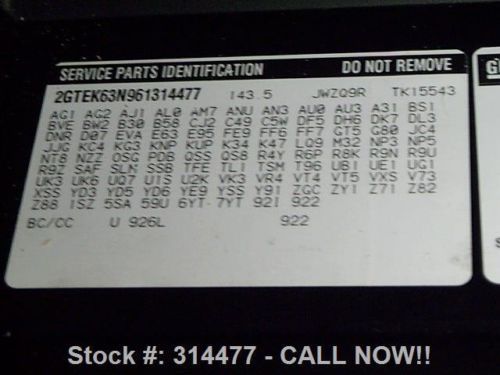 SERVICE PARTS IDENTIFICATION DO NOT REMOVE
2GTEK63N961314477 143.5 JWZQ9R TK15543
AG1 AG2 AJ1 AL0 AM7 ANU AN3 AU0 AU3 A31 BS1
BVE BW2 B30 B58 CJ2 C49 C5W DF5 DH6 DK7 DL3
DNR D07 EVA E63 E95 FE9 FF6 FF7 GT5 G80 JC4
JJG KC4 KG3 KNP KUP K34 K47 LQ9 M32 NP3 NP5
NT8 NZZ OSG PDB QSS QS8 R4Y R6P R8K R9N R9U
R9Z SAF SLM SSB TFE TL1 TSM T96 UB1 UE1 UG1
UK3 UK6 UQ7 U1S U2K VK3 VR4 VT4 VT5 VXS V73
XSS YD3 YD5 YD6 YE9 YSS Y91 ZGC ZY1 Z71 Z82
Z88 1SZ 5SA 59U 6YT 7YT 92I 922
BC/CC U 926L 922
Stock #: 314477 - CALL NOW!!